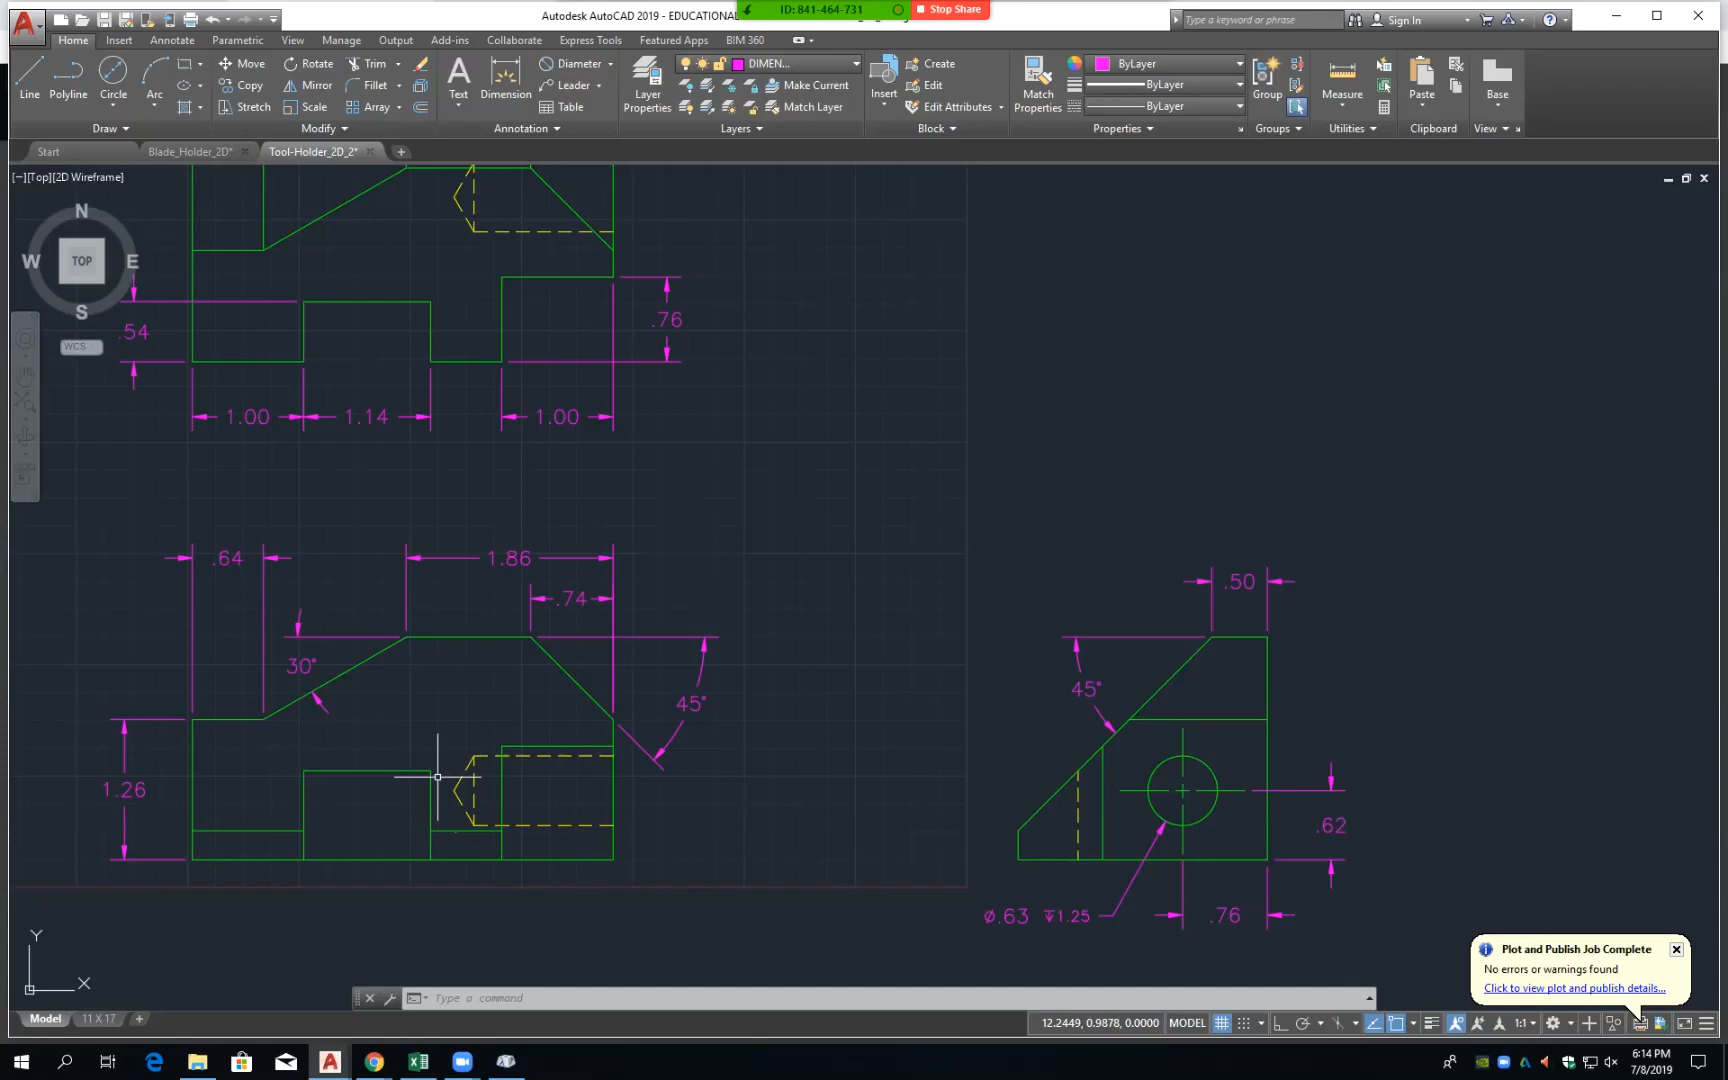 Autodesk AutoCAD 2019 - EDUCATIONAL
ID: 841-464-731
Stop Share
Type a keyword or phrase
Sign In
Home
Insert
Annotate
Parametric
View
Manage
Output
Add-ins
Collaborate
Express Tools
Featured Apps
BIM 360
Line
Polyline
Circle
Arc
Move
Rotate
Trim
Copy
Mirror
Fillet
Stretch
Scale
Array
Text
Dimension
Diameter
Leader
Table
Layer
Properties
DIMEN...
Make Current
Match Layer
Insert
Create
Edit
Edit Attributes
Match
Properties
ByLayer
ByLayer
ByLayer
Group
Measure
Paste
Base
Draw
Modify
Annotation
Layers
Block
Properties
Groups
Utilities
Clipboard
View
Start
Blade_Holder_2D*
Tool-Holder_2D_2*
[−][Top][2D Wireframe]
N
W
TOP
E
S
WCS
.54
.76
1.00
1.14
1.00
.64
1.86
.74
.50
30°
45°
45°
1.26
.62
Ø.63 ↧1.25
.76
Y
X
Plot and Publish Job Complete
No errors or warnings found
Click to view plot and publish details...
Type a command
Model
11 X 17
12.2449, 0.9878, 0.0000
MODEL
1:1
6:14 PM
7/8/2019